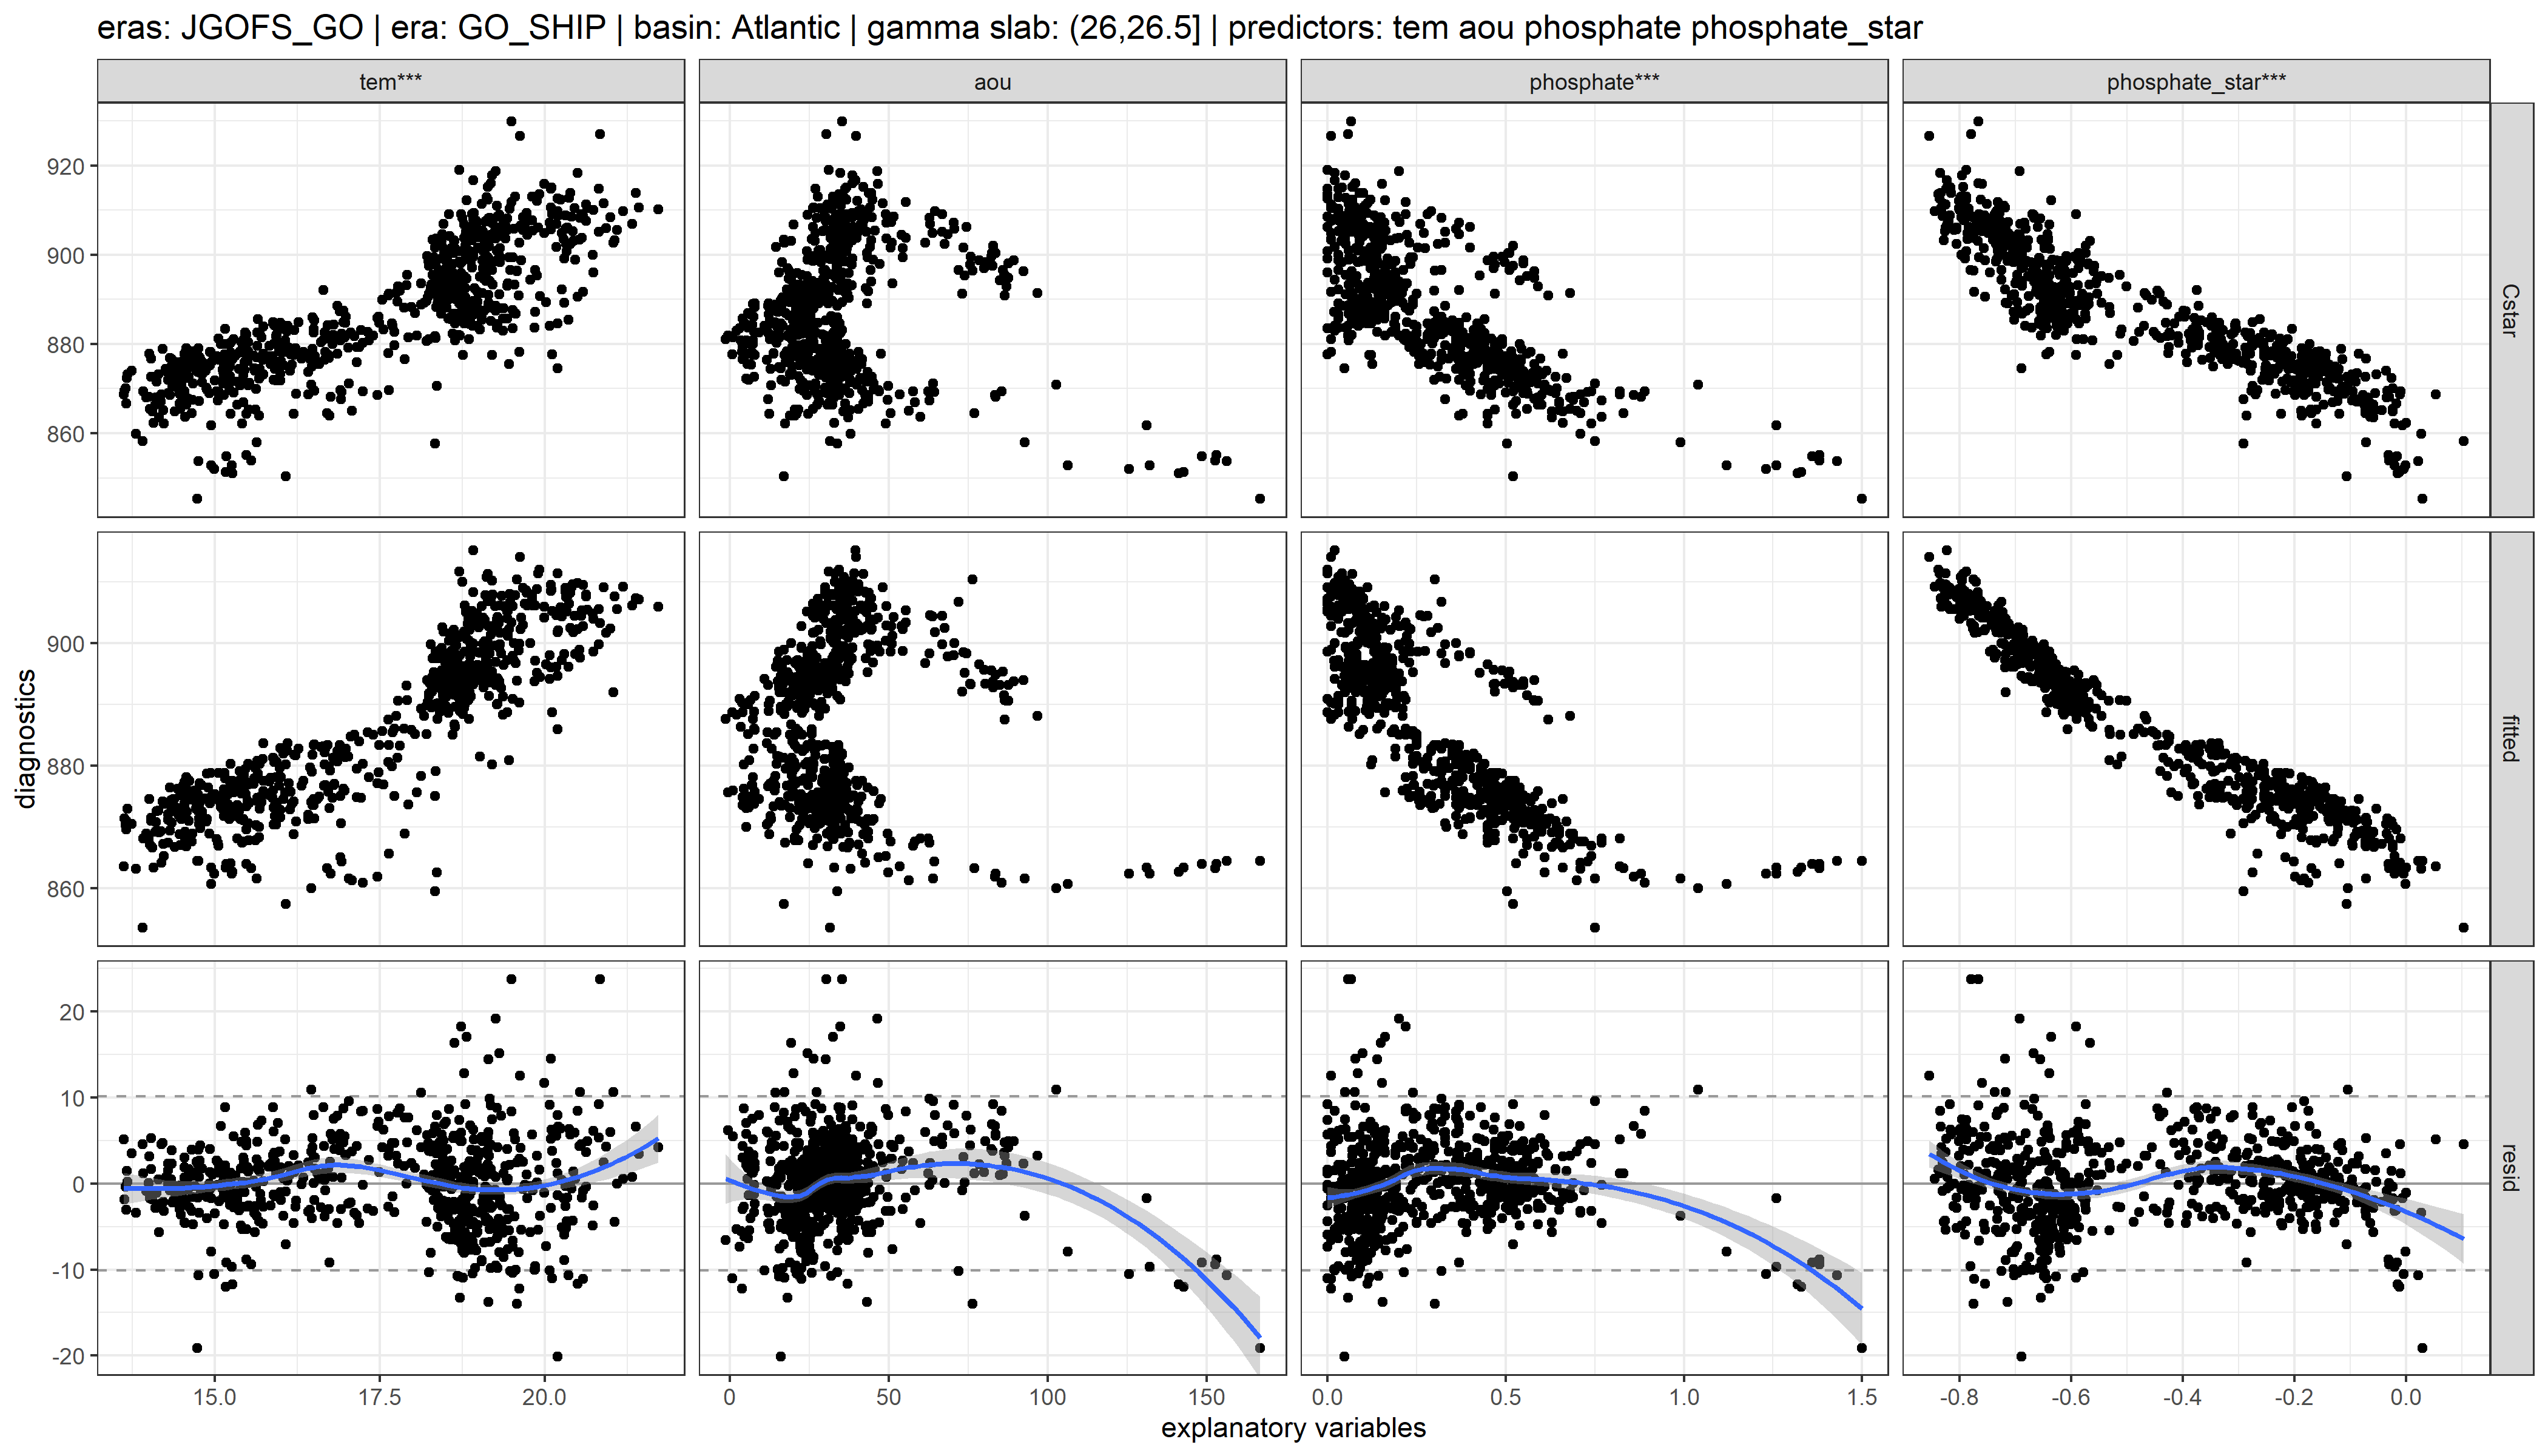 eras: JGOFS_GO | era: GO_SHIP | basin: Atlantic | gamma slab: (26,26.5] | predictors: tem aou phosphate phosphate_star
tem*** aou phosphate*** phosphate_star***
920
900
880
860
Cstar
900
880
860
fitted
diagnostics
20
10
0
-10
-20
resid
15.0 17.5 20.0 0 50 100 150 0.0 0.5 1.0 1.5 -0.8 -0.6 -0.4 -0.2 0.0
explanatory variables